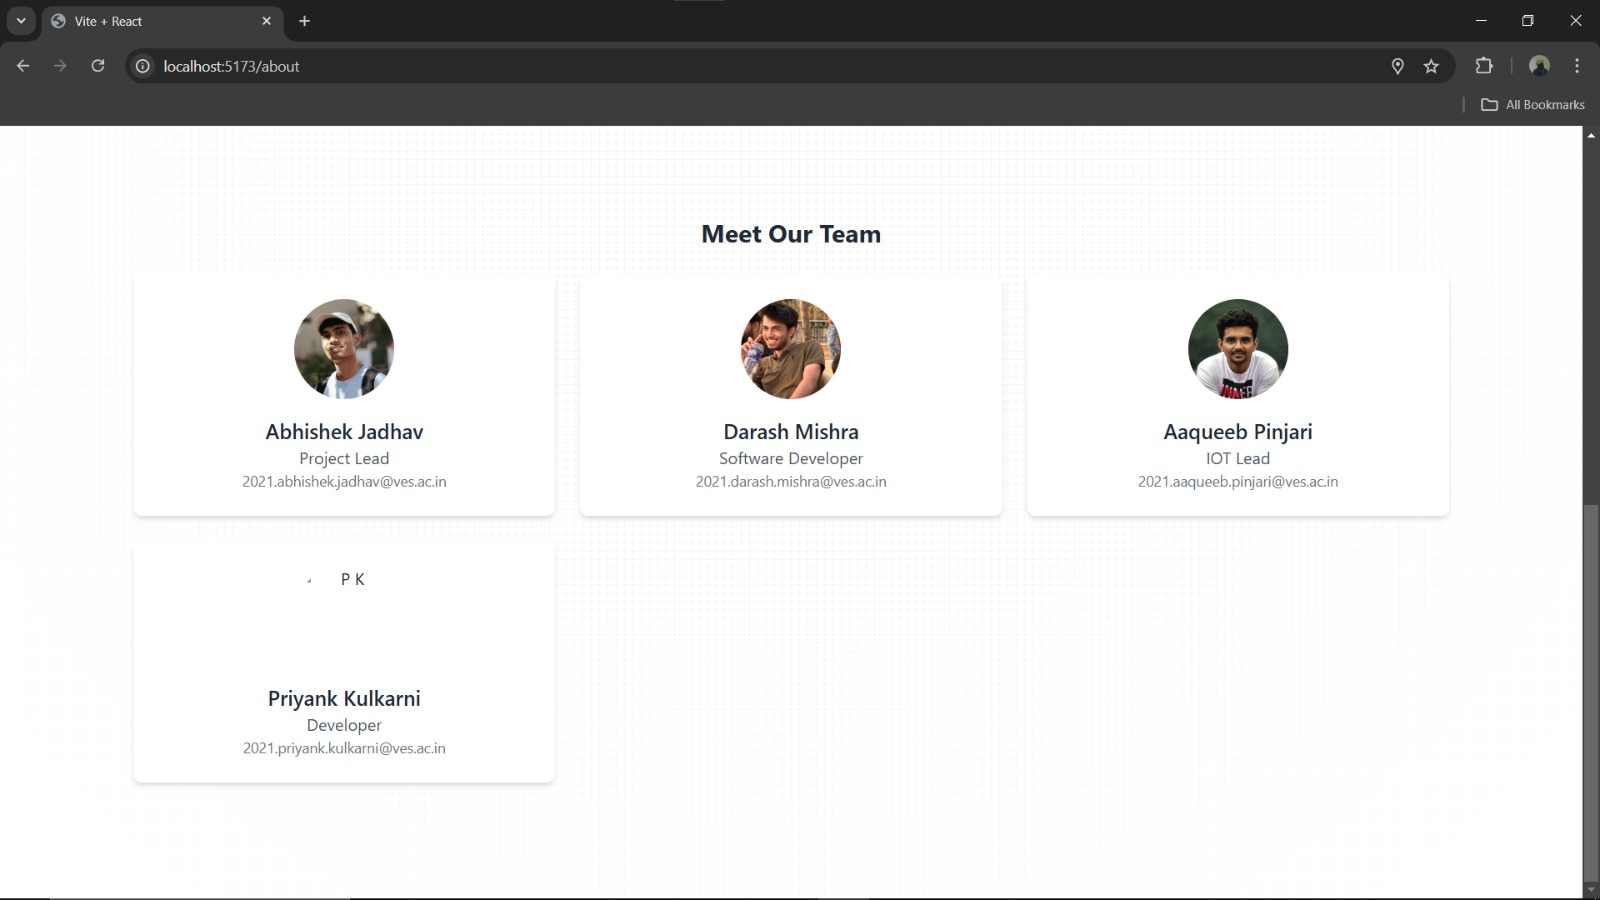 Vite + React
localhost:5173/about
All Bookmarks
Meet Our Team
Abhishek Jadhav
Project Lead
2021.abhishek.jadhav@ves.ac.in
Darash Mishra
Software Developer
2021.darash.mishra@ves.ac.in
Aaqueeb Pinjari
IOT Lead
2021.aaqueeb.pinjari@ves.ac.in
P K
Priyank Kulkarni
Developer
2021.priyank.kulkarni@ves.ac.in